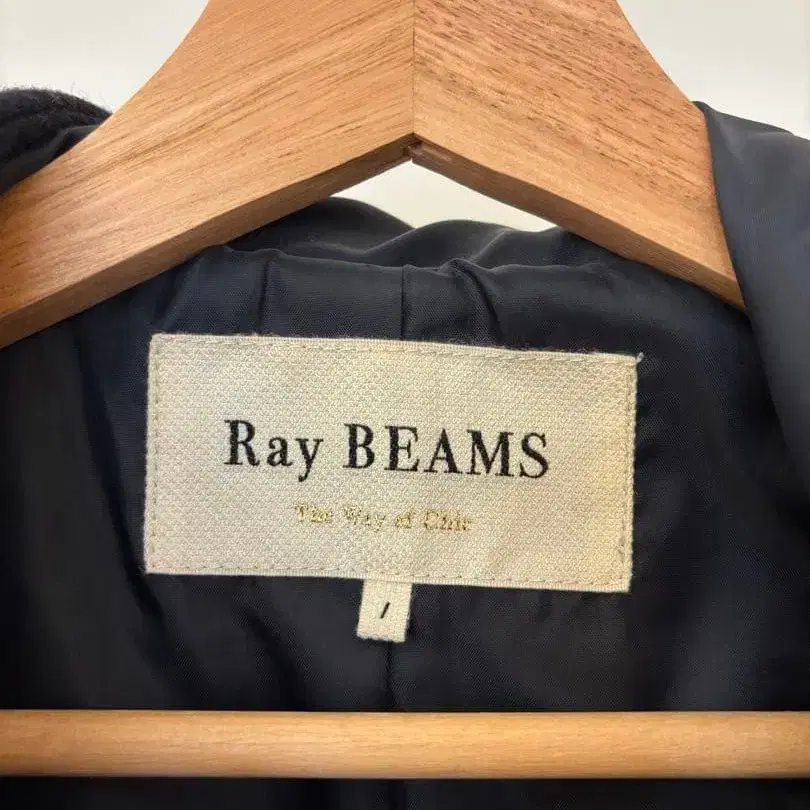 Ray BEAMS
The Way of Chic
1